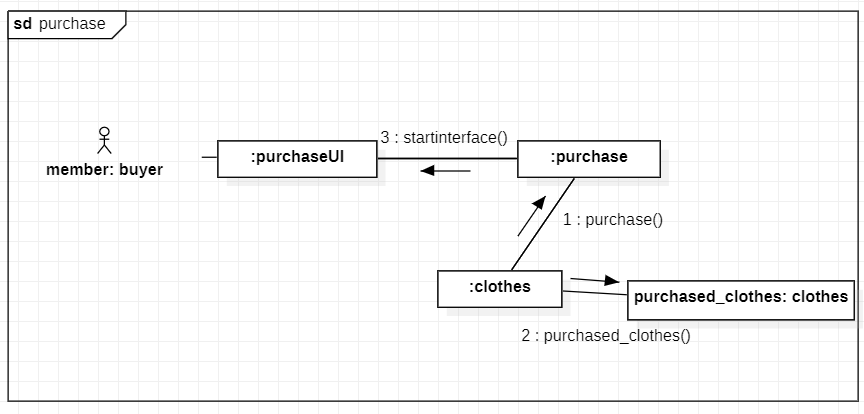 sd purchase
3 : startinterface()
:purchaseUI
:purchase
member: buyer
1 : purchase()
:clothes
purchased_clothes: clothes
2 : purchased_clothes()